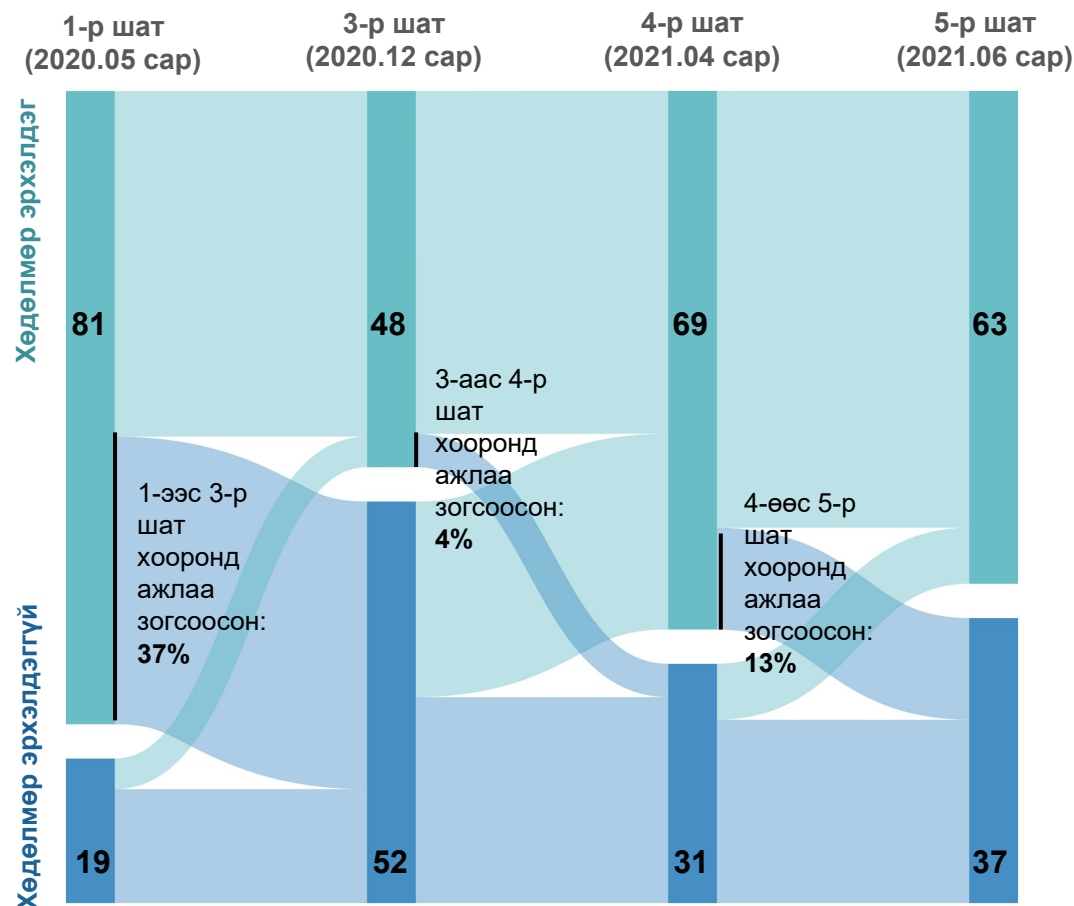 1-р шат
(2020.05 сар)
3-р шат
(2020.12 сар)
4-р шат
(2021.04 сар)
5-р шат
(2021.06 сар)
Хөдөлмөр эрхэлдэг
81
48
69
63
3-аас 4-р
шат
хооронд
ажлаа
зогсоосон:
4%
1-ээс 3-р
шат
хооронд
ажлаа
зогсоосон:
37%
4-өөс 5-р
шат
хооронд
ажлаа
зогсоосон:
13%
Хөдөлмөр эрхэлдэггүй
19
52
31
37